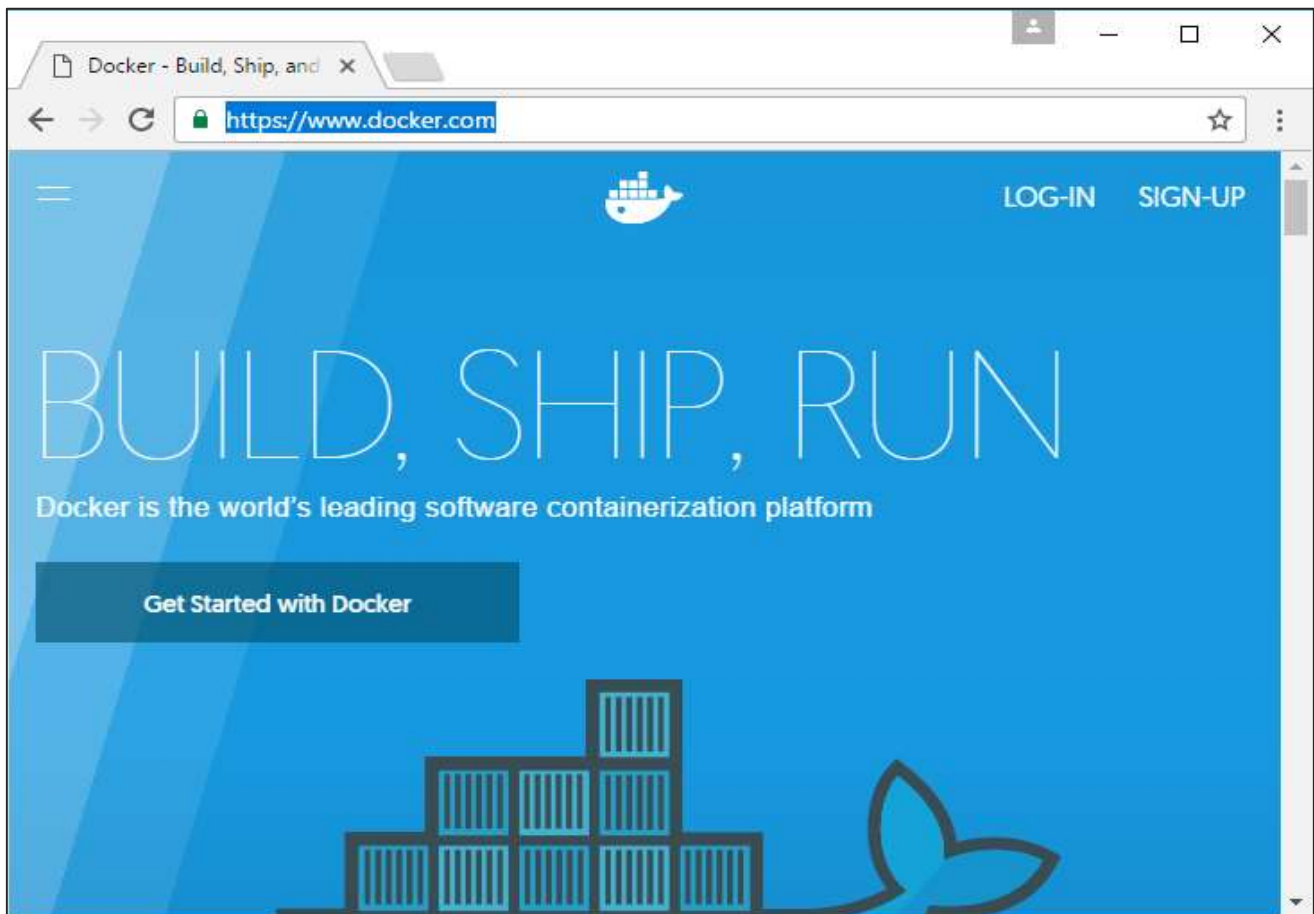 Docker - Build, Ship, and
https://www.docker.com
LOG-IN SIGN-UP
BUILD, SHIP, RUN
Docker is the world's leading software containerization platform
Get Started with Docker